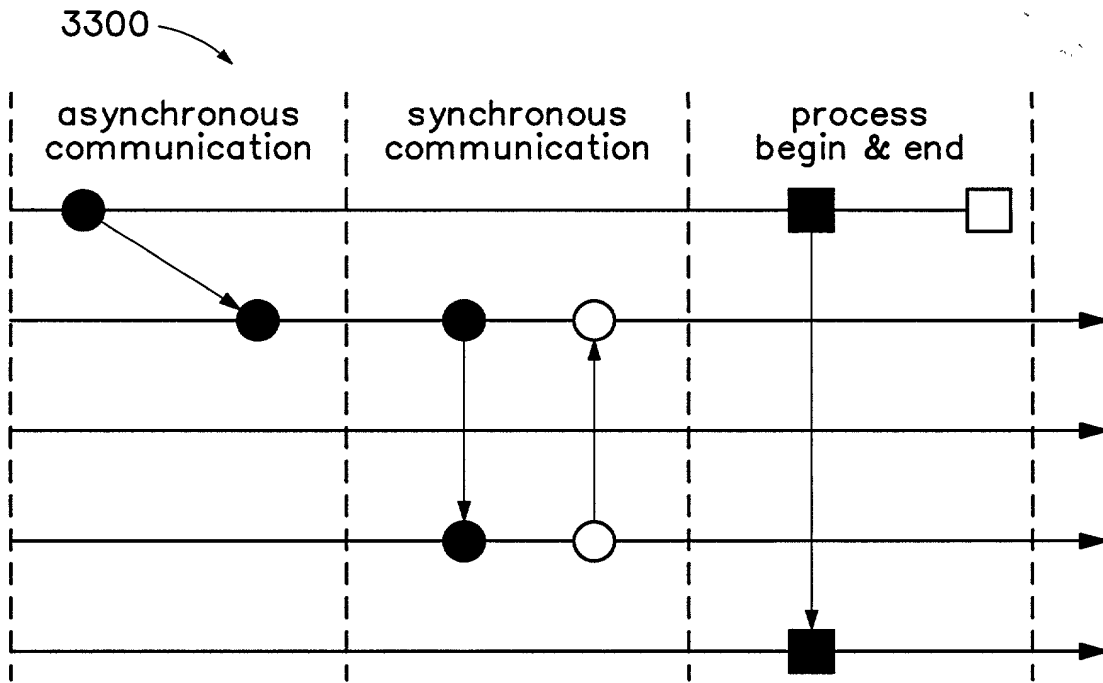 3300
asynchronous
communication
synchronous
communication
process
begin & end